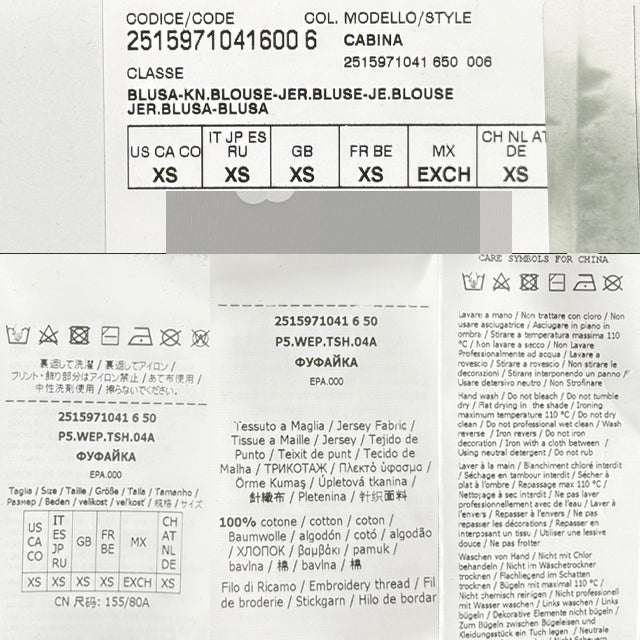 CODICE/CODE
COL. MODELLO/STYLE
2515971041600 6
CABINA
2515971041 650 006
CLASSE
BLUSA-KN.BLOUSE-JER.BLUSE-JE.BLOUSE
JER.BLUSA-BLUSA
US CA CO
IT JP ES RU
GB
FR BE
MX
CH NL AT DE
XS XS XS XS EXCH XS
裏返して洗濯 / 裏返してアイロン /
プリント・飾り部分はアイロン禁止 / あて布使用 /
中性洗剤使用 / 擦らないでください。
2515971041 6 50
P5.WEP.TSH.04A
ФУФАЙКА
EPA.000
Taglia / Size / Taille / Größe / Talla / Tamanho /
Размер / Beden / velikost / veľkosť / 規格 / サイズ
US CA CO
IT ES JP RU
GB
FR BE
MX
CH AT NL DE
XS XS XS XS EXCH XS
CN 尺码: 155/80A
2515971041 6 50
P5.WEP.TSH.04A
ФУФАЙКА
EPA.000
Tessuto a Maglia / Jersey Fabric /
Tissue a Maille / Jersey / Tejido de
Punto / Teixit de punt / Tecido de
Malha / ТРИКОТАЖ / Πλεκτό ύφασμα /
Örme Kumaş / Úpletová tkanina /
針織布 / Pletenina / 针织面料
100% cotone / cotton / coton /
Baumwolle / algodón / cotó / algodão
/ ХЛОПОК / βαμβάκι / pamuk /
bavlna / 棉 / bavlna / 棉
Filo di Ricamo / Embroidery thread / Fil
de broderie / Stickgarn / Hilo de bordar
CARE SYMBOLS FOR CHINA
Lavare a mano / Non trattare con cloro / Non
usare asciugatrice / Asciugare in piano in
ombra / Stirare a temperatura massima 110
°C / non lavare a secco / Non Lavare
Professionalmente ad acqua / Lavare a
rovescio / Stirare a rovescio / Non stirare le
decorazioni / Stirare interponendo un panno /
Usare detersivo neutro / Non Strofinare
Hand wash / Do not bleach / Do not tumble
dry / Flat drying in the shade / Ironing
maximum temperature 110 °C / Do not dry
clean / Do not professional wet clean / Wash
reverse / Iron revers / Do not iron
decoration / Iron with a cloth between /
Using neutral detergent / Do not rub
Laver à la main / Blanchiment chloré interdit
/ Séchage en tambour interdit / Sécher à
plat à l'ombre / Repassage max 110 °C /
Nettoyage à sec interdit / Ne pas laver
professionnellement avec de l'eau / Laver à
l'envers / Repasser à l'envers / Ne pas
repasser les décorations / Repasser en
interposant un tissu / Utiliser une lessive
douce / Ne pas frotter
Waschen von Hand / Nicht mit Chlor
behandeln / Nicht im Wäschetrockner
trocknen / Flachliegend im Schatten
trocknen / Bügeln mit maximal 110 °C /
Nicht chemisch reinigen / Nicht professionell
mit Wasser waschen / Links waschen / Links
bügeln / Dekorative Elemente nicht bügeln /
Zum Bügeln zwischen Bügeleisen und
Kleidungsstück ein Tuch legen / Neutrale